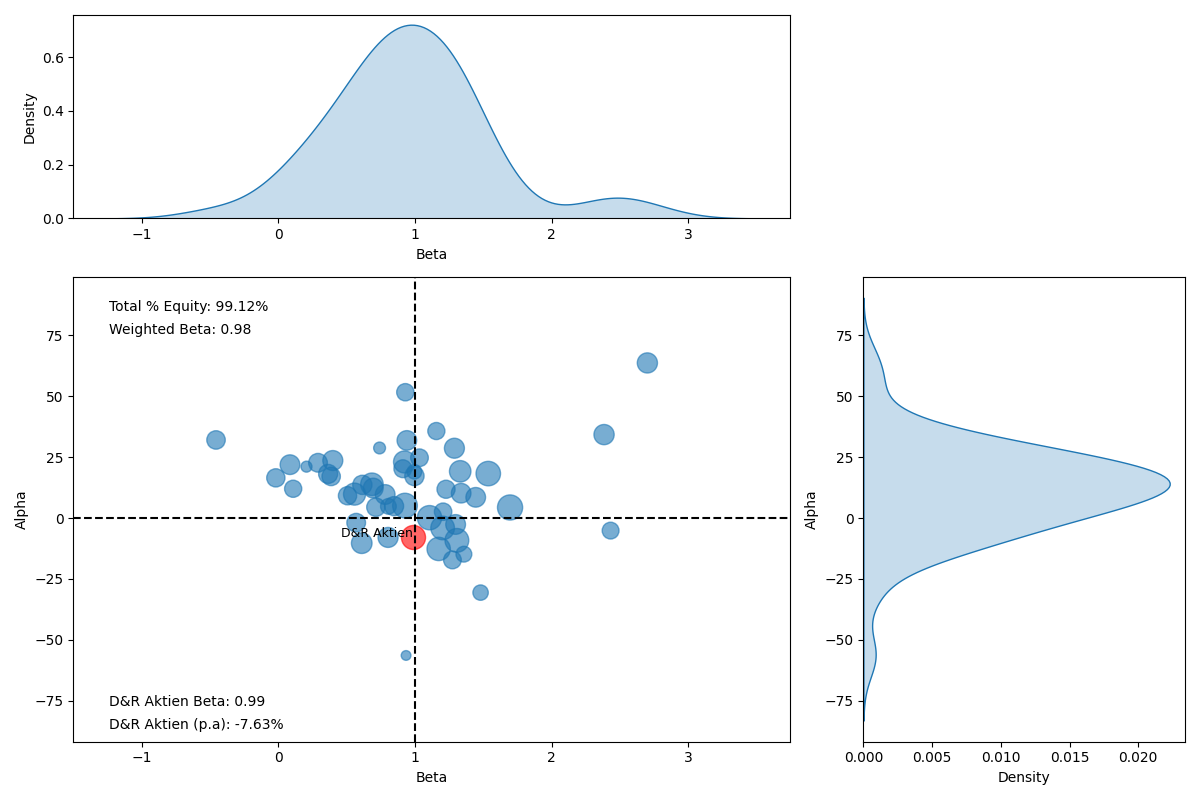 0.6
0.4
0.2
0.0
Density
−1 0 1 2 3
Beta
Total % Equity: 99.12%
Weighted Beta: 0.98
75
50
25
0
−25
−50
−75
Alpha
D&R Aktien
D&R Aktien Beta: 0.99
D&R Aktien (p.a): -7.63%
−1 0 1 2 3
Beta
75
50
25
0
−25
−50
−75
Alpha
0.000 0.005 0.010 0.015 0.020
Density